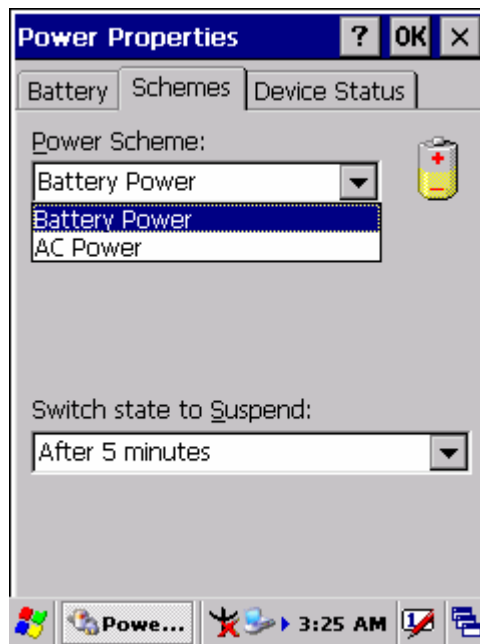 Power Properties ? OK ×
Battery Schemes Device Status
Power Scheme:
Battery Power
Battery Power
AC Power
Switch state to Suspend:
After 5 minutes
Powe... 3:25 AM